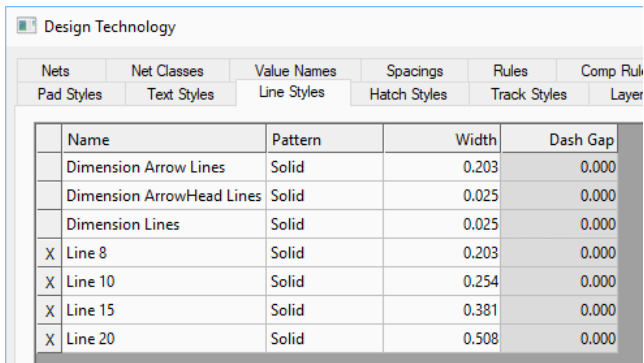 Design Technology
Nets Net Classes Value Names Spacings Rules Comp Rul
Pad Styles Text Styles Line Styles Hatch Styles Track Styles Layer
Name Pattern Width Dash Gap
Dimension Arrow Lines Solid 0.203 0.000
Dimension ArrowHead Lines Solid 0.025 0.000
Dimension Lines Solid 0.025 0.000
X Line 8 Solid 0.203 0.000
X Line 10 Solid 0.254 0.000
X Line 15 Solid 0.381 0.000
X Line 20 Solid 0.508 0.000